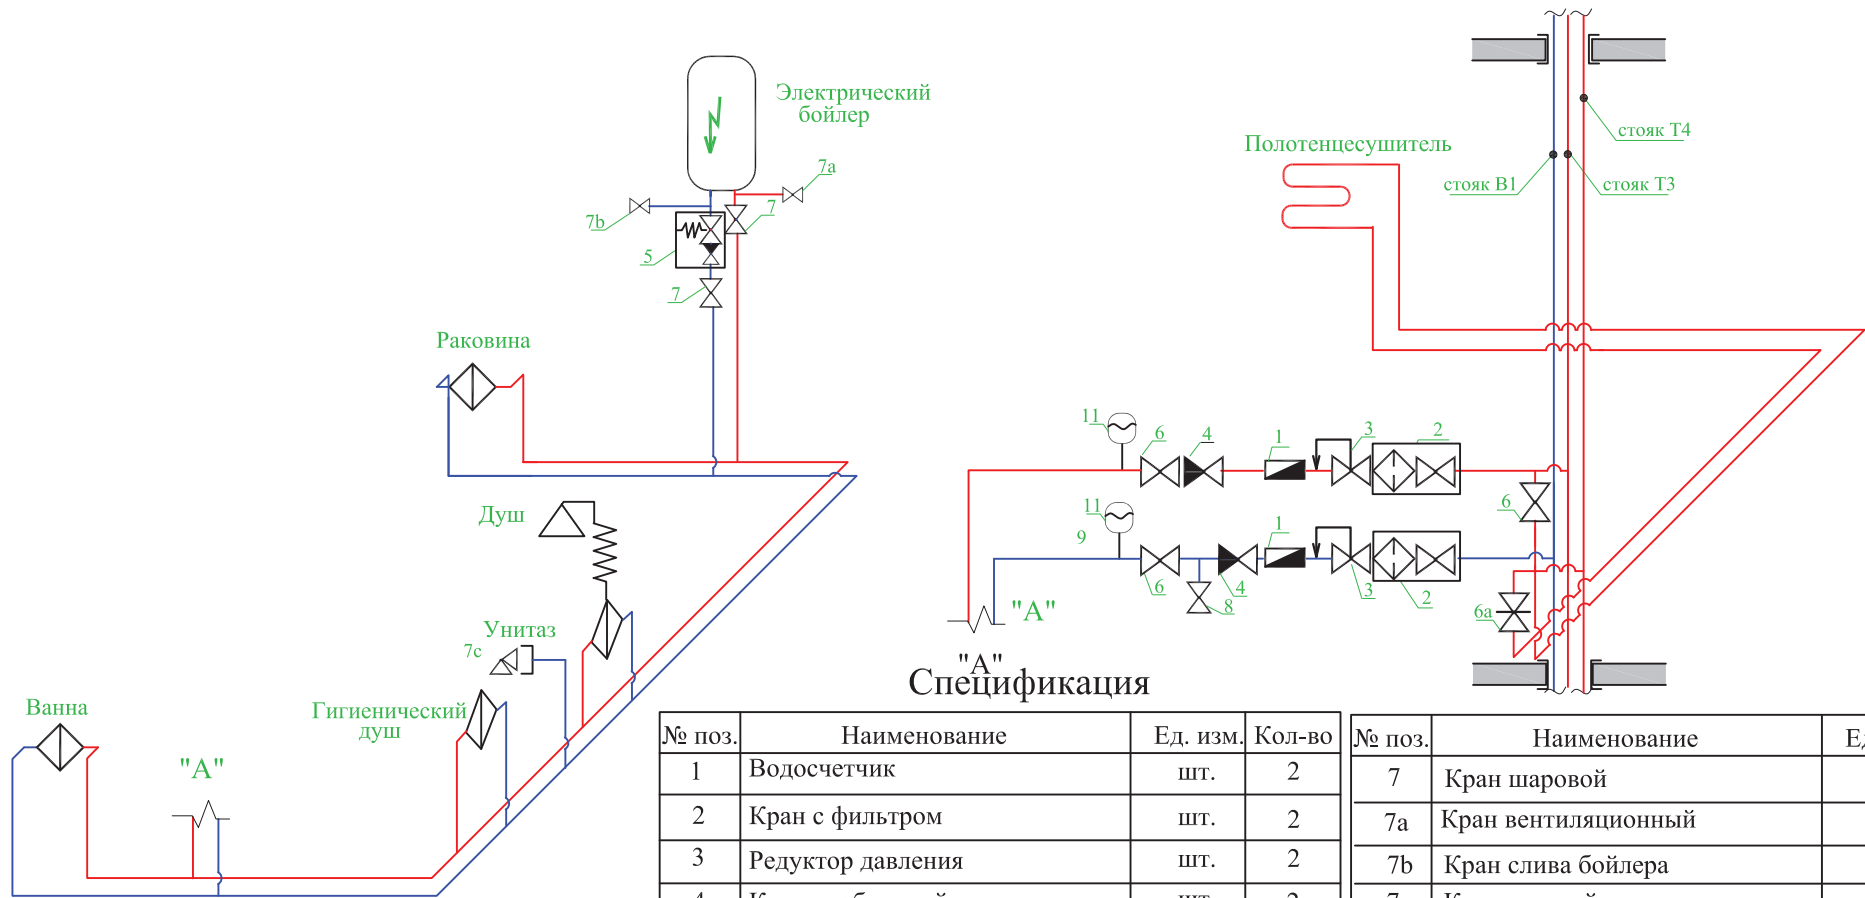 Электрический
бойлер
7a
7b
7
5
7
Раковина
Душ
Унитаз
7c
Гигиенический
душ
Ванна
"А"
стояк Т4
Полотенцесушитель
стояк В1
стояк Т3
11
6
4
1
3
2
6
11
9
1
6
8
4
3
2
6a
"А"
"А"
Спецификация
№ поз. Наименование Ед. изм. Кол-во
1 Водосчетчик шт. 2
2 Кран с фильтром шт. 2
3 Редуктор давления шт. 2
№ поз. Наименование
7 Кран шаровой
7a Кран вентиляционный
7b Кран слива бойлера